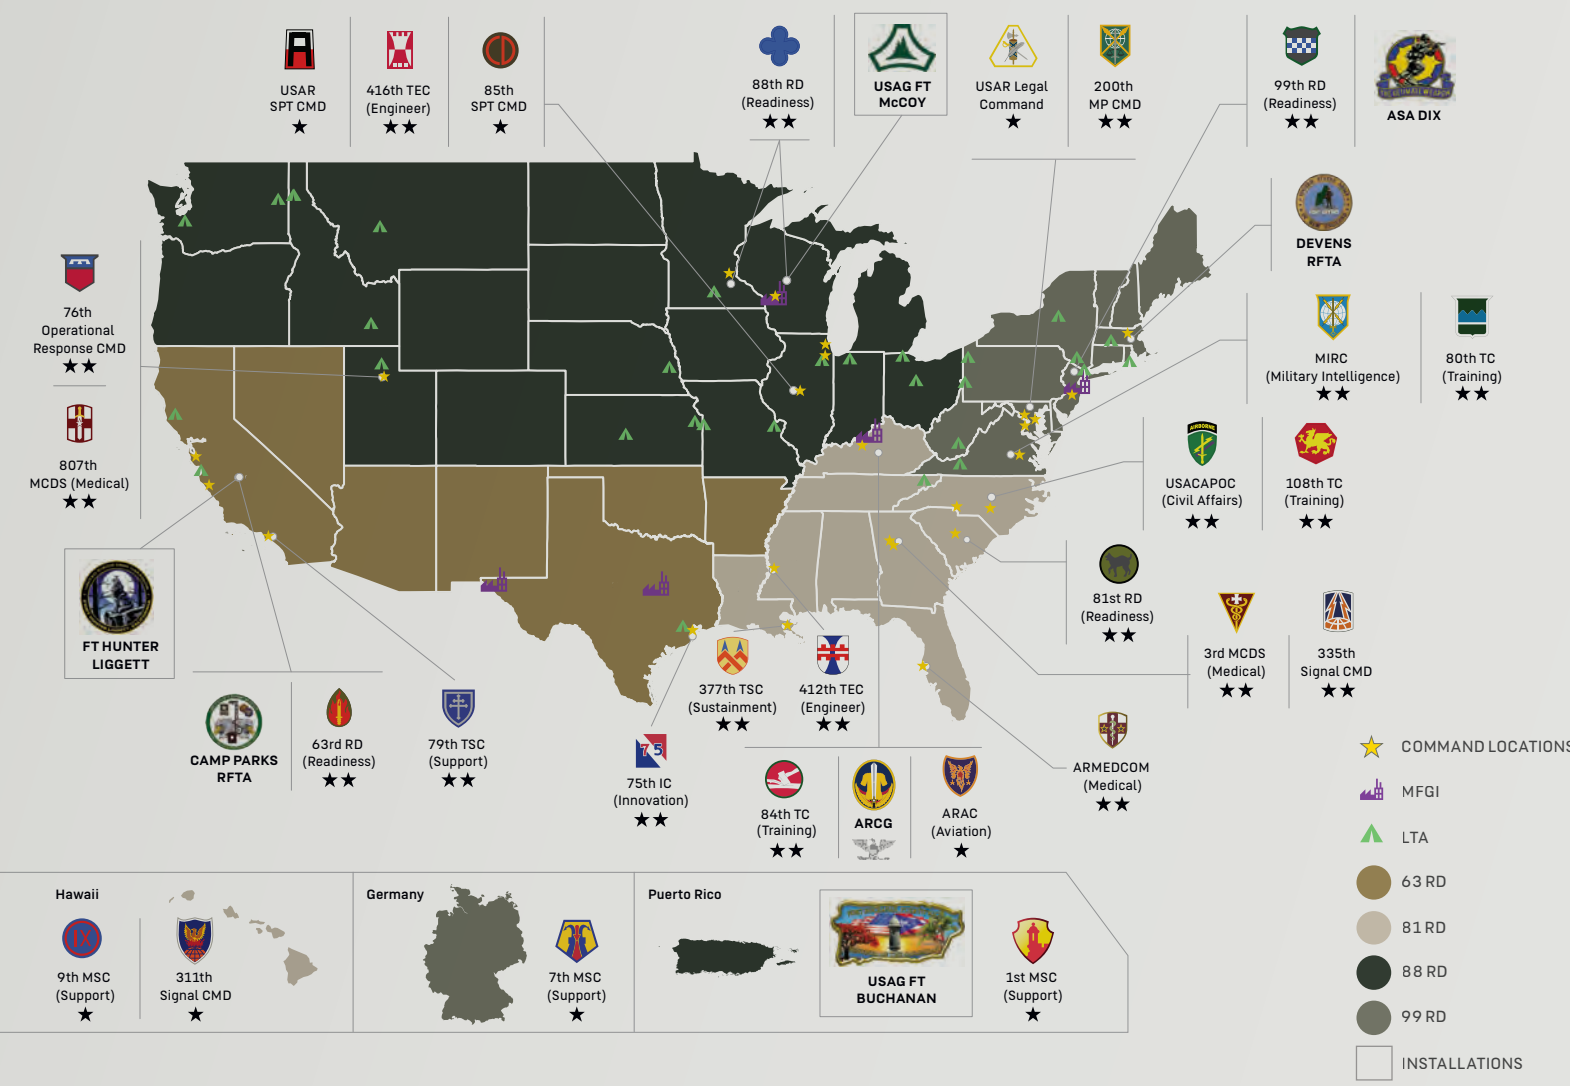 USAR
SPT CMD
416th TEC
(Engineer)
85th
SPT CMD
88th RD
(Readiness)
USAG FT
McCOY
USAR Legal
Command
200th
MP CMD
99th RD
(Readiness)
THE ULTIMATE WEAPON
ASA DIX
DEVENS
RFTA
76th
Operational
Response CMD
807th
MCDS (Medical)
MIRC
(Military Intelligence)
80th TC
(Training)
AIRBORNE
USACAPOC
(Civil Affairs)
108th TC
(Training)
81st RD
(Readiness)
3rd MCDS
(Medical)
335th
Signal CMD
FT HUNTER
LIGGETT
CAMP PARKS
RFTA
63rd RD
(Readiness)
79th TSC
(Support)
377th TSC
(Sustainment)
412th TEC
(Engineer)
75
75th IC
(Innovation)
84th TC
(Training)
ARCG
ARAC
(Aviation)
ARMEDCOM
(Medical)
COMMAND LOCATIONS
MFGI
LTA
63 RD
81 RD
88 RD
99 RD
INSTALLATIONS
Hawaii
IX
9th MSC
(Support)
311th
Signal CMD
Germany
7th MSC
(Support)
Puerto Rico
USAG FT
BUCHANAN
1st MSC
(Support)